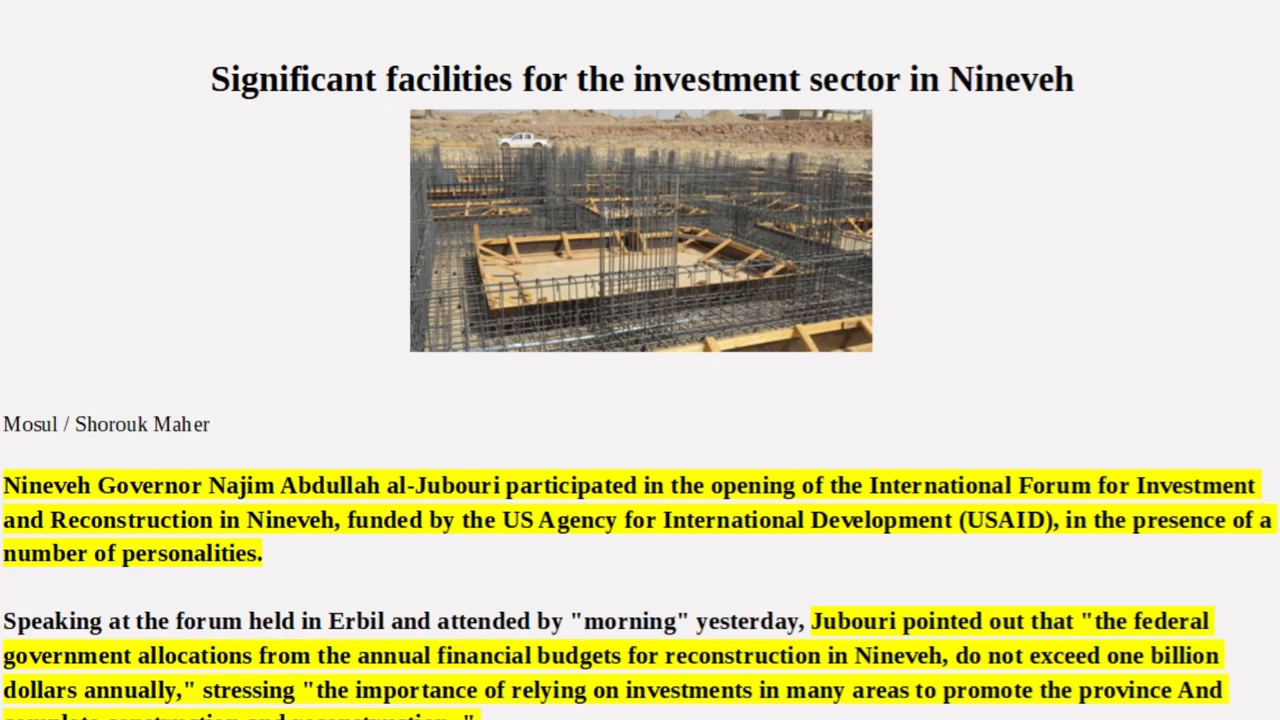 Significant facilities for the investment sector in Nineveh
Mosul / Shorouk Maher
Nineveh Governor Najim Abdullah al-Jubouri participated in the opening of the International Forum for Investment
and Reconstruction in Nineveh, funded by the US Agency for International Development (USAID), in the presence of a
number of personalities.
Speaking at the forum held in Erbil and attended by "morning" yesterday, Jubouri pointed out that "the federal
government allocations from the annual financial budgets for reconstruction in Nineveh, do not exceed one billion
dollars annually," stressing "the importance of relying on investments in many areas to promote the province And
complete construction and reconstruction. "